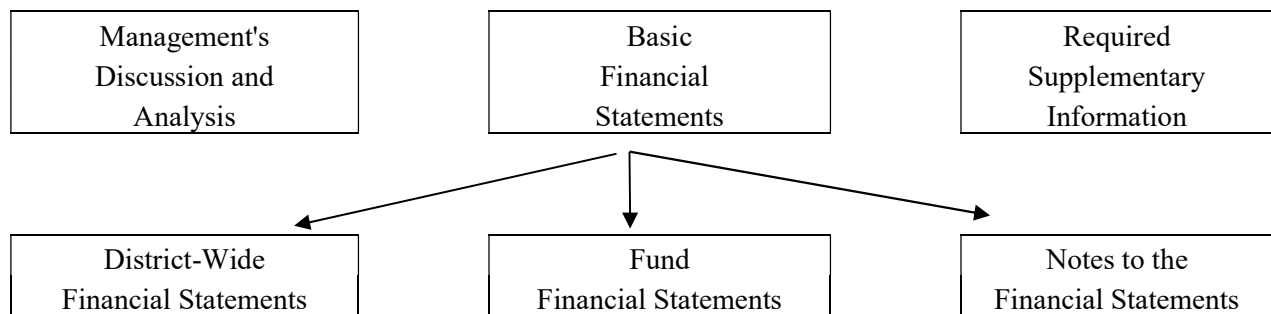 Management's
Discussion and
Analysis
Basic
Financial
Statements
Required
Supplementary
Information
District-Wide
Financial Statements
Fund
Financial Statements
Notes to the
Financial Statements